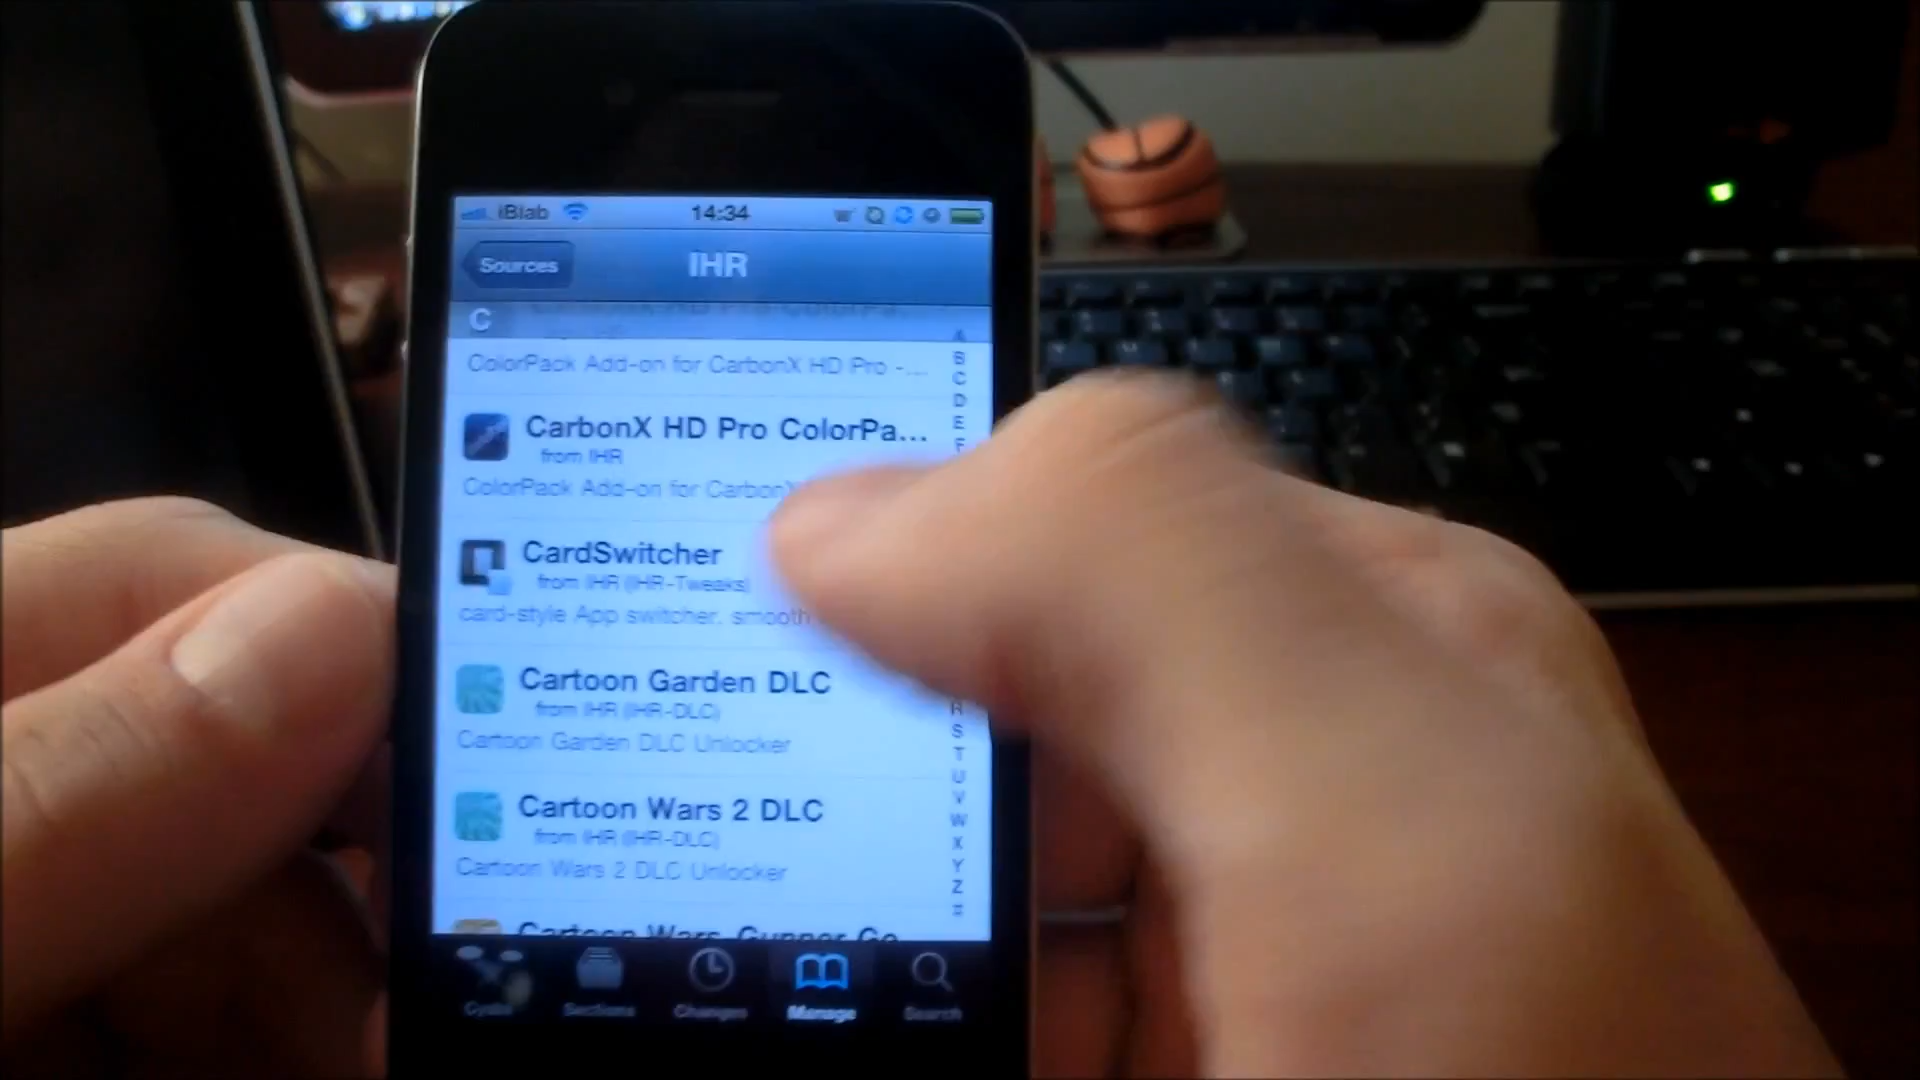 iBlab 14:34
Sources IHR
C
ColorPack Add-on for CarbonX HD Pro -...
CarbonX HD Pro ColorPa...
from IHR
ColorPack Add-on for Carbon
CardSwitcher
from IHR (IHR-Tweaks)
card-style App switcher, smooth
Cartoon Garden DLC
from IHR (IHR-DLC)
Cartoon Garden DLC Unlocker
Cartoon Wars 2 DLC
from IHR (IHR-DLC)
Cartoon Wars 2 DLC Unlocker
Cartoon Wars
A
B
C
D
E
F
R
S
T
U
V
W
X
Y
Z
#
Cydia Sections Changes Manage Search